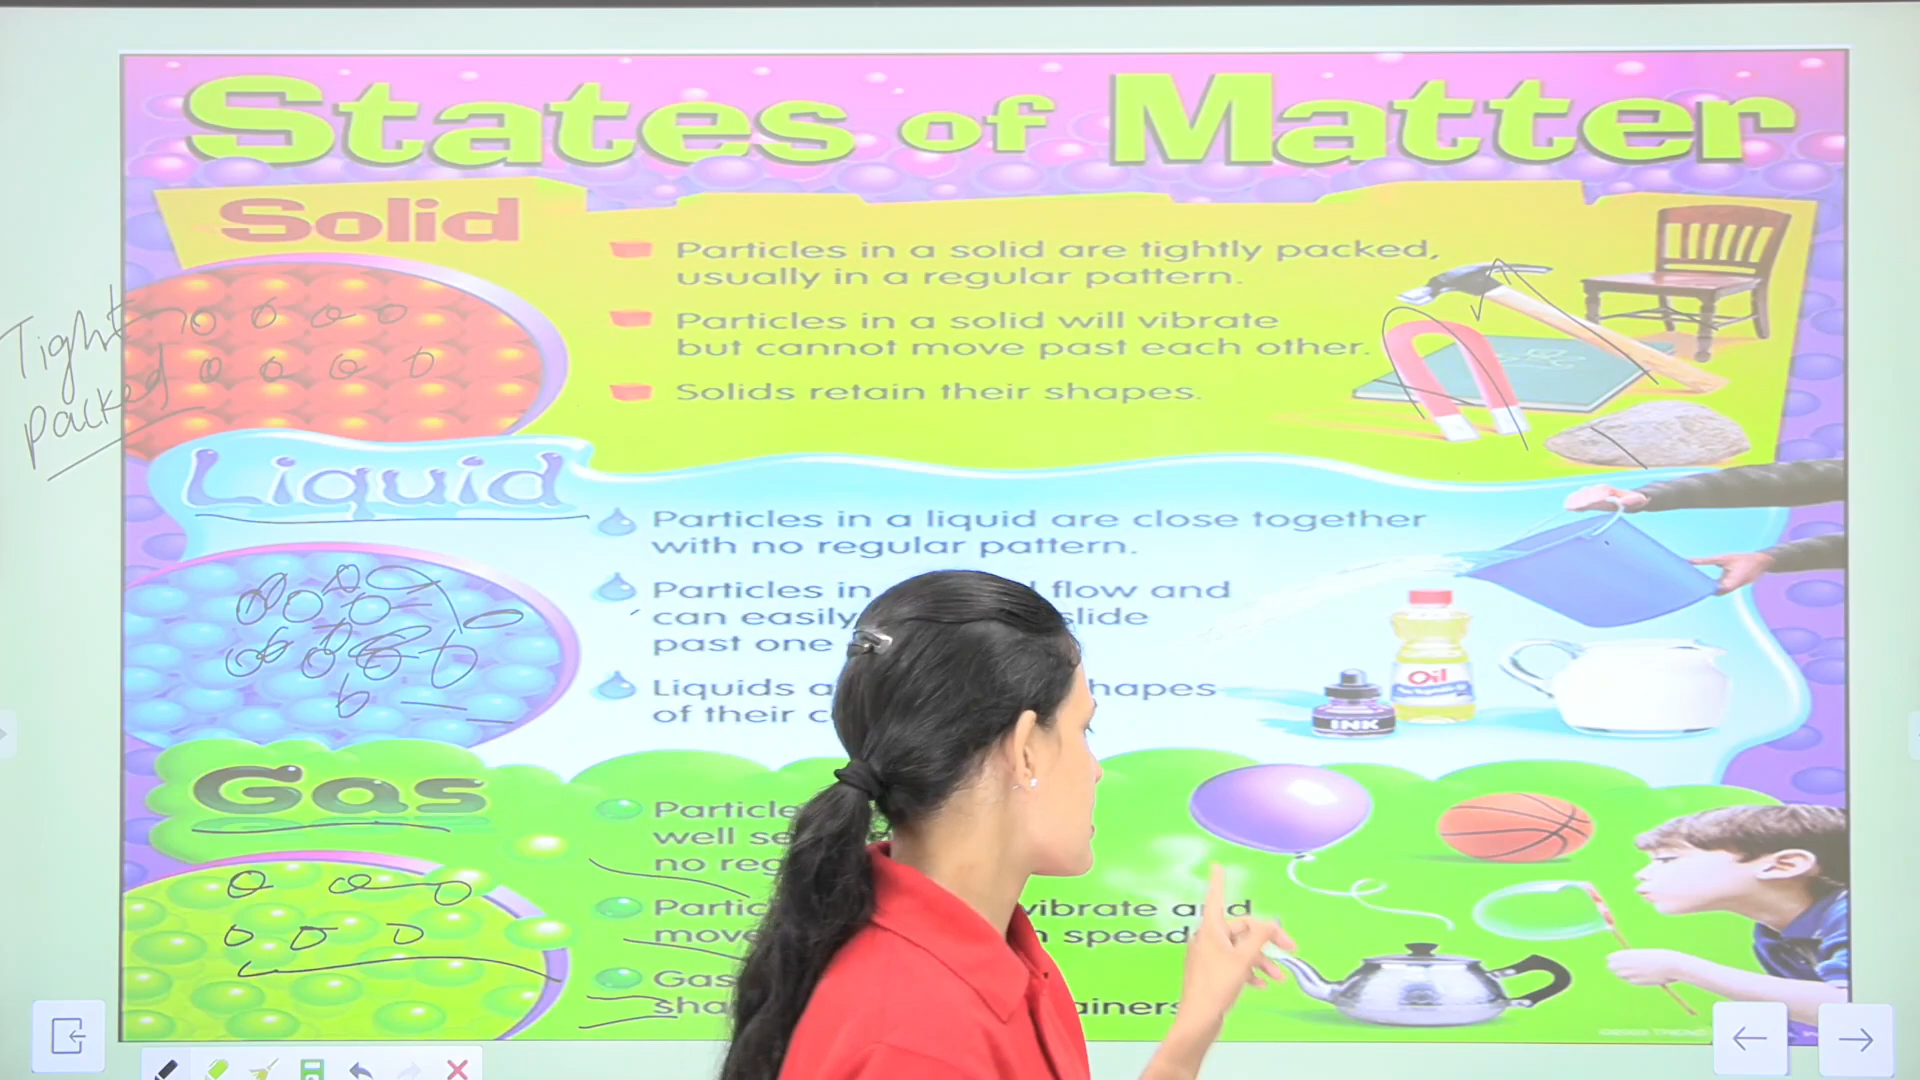 States of Matter
Solid
Particles in a solid are tightly packed,
usually in a regular pattern.
Particles in a solid will vibrate
but cannot move past each other.
Solids retain their shapes.
Tight
packed
Liquid
Particles in a liquid are close together
with no regular pattern.
Particles in flow and
can easily slide
past one
Liquids a hapes
of their c
Oil
INK
Gas
Particle
well se
no reg
Partic vibrate and
move speed
Gas
sha ainers